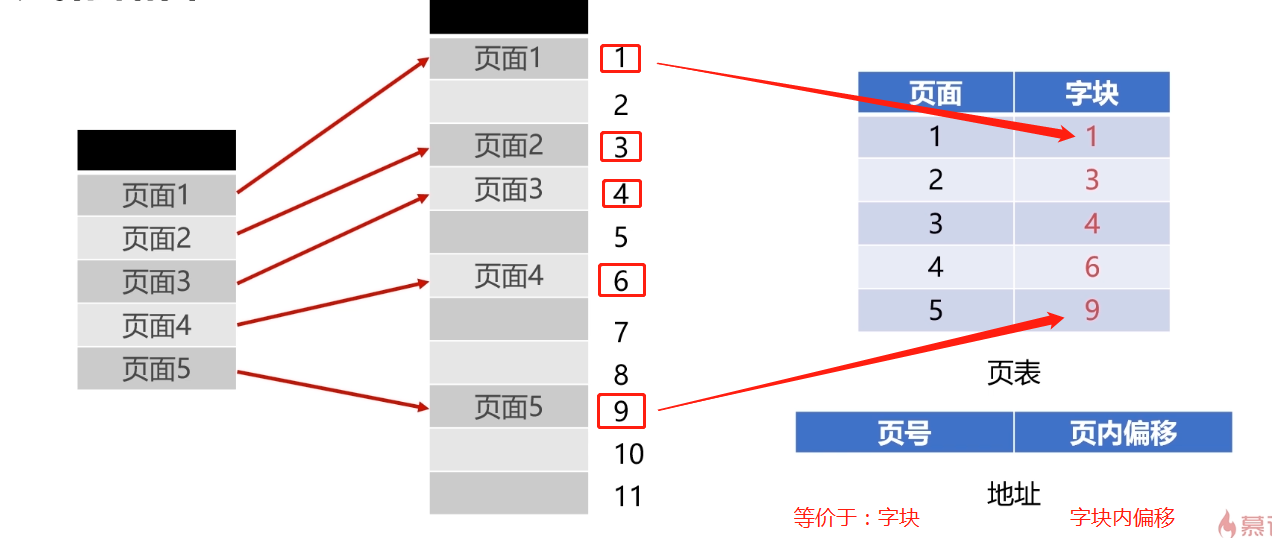 页面1
页面2
页面3
页面4
页面5
页面1
1
2
页面2
3
页面3
4
5
页面4
6
7
8
页面5
9
10
11
页面 字块
1 1
2 3
3 4
4 6
5 9
页表
页号 页内偏移
地址
等价于：字块 字块内偏移
慕